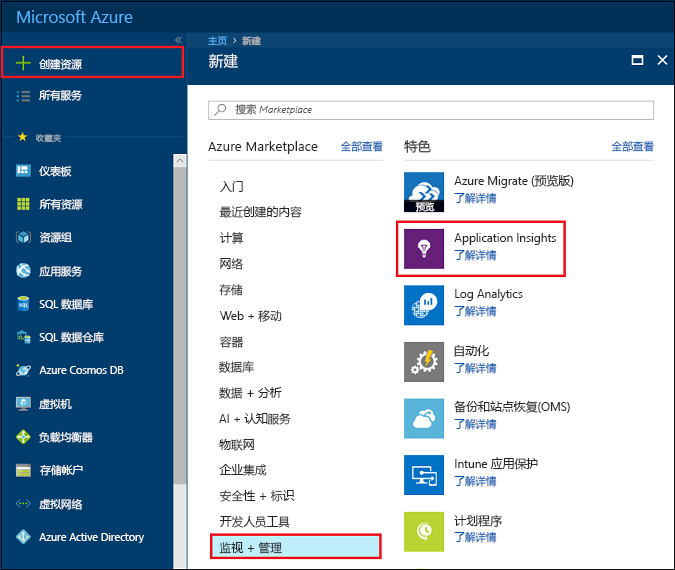 Microsoft Azure
主页 > 新建
创建资源
新建
所有服务
搜索 Marketplace
收藏夹
仪表板
所有资源
资源组
应用服务
SQL 数据库
SQL 数据仓库
Azure Cosmos DB
虚拟机
负载均衡器
存储帐户
虚拟网络
Azure Active Directory
Azure Marketplace 全部查看
入门
最近创建的内容
计算
网络
存储
Web + 移动
容器
数据库
数据 + 分析
AI + 认知服务
物联网
企业集成
安全性 + 标识
开发人员工具
监视 + 管理
特色 全部查看
预览
Azure Migrate (预览版)
了解详情
Application Insights
了解详情
Log Analytics
了解详情
自动化
了解详情
备份和站点恢复(OMS)
了解详情
Intune 应用保护
了解详情
计划程序
了解详情